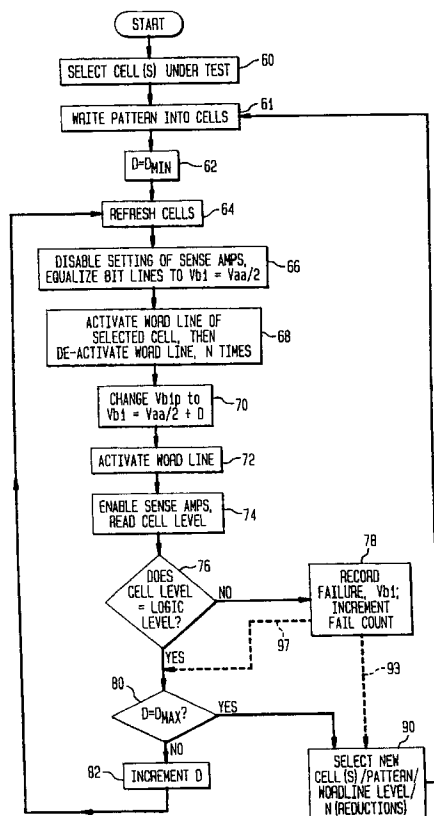 START
SELECT CELL(S) UNDER TEST
60
WRITE PATTERN INTO CELLS
61
D=DMIN
62
REFRESH CELLS
64
DISABLE SETTING OF SENSE AMPS,
EQUALIZE BIT LINES TO Vb1 = Vaa/2
66
ACTIVATE WORD LINE OF
SELECTED CELL, THEN
DE-ACTIVATE WORD LINE, N TIMES
68
CHANGE Vb1p to
Vb1 = Vaa/2 + D
70
ACTIVATE WORD LINE
72
ENABLE SENSE AMPS,
READ CELL LEVEL
74
76
DOES
CELL LEVEL
= LOGIC
LEVEL?
NO
78
RECORD
FAILURE, Vb1;
INCREMENT
FAIL COUNT
97
93
YES
80
D=DMAX?
YES
NO
82
INCREMENT D
90
SELECT NEW
CELL(S)/PATTERN/
WORDLINE LEVEL/
N(REDUCTIONS)